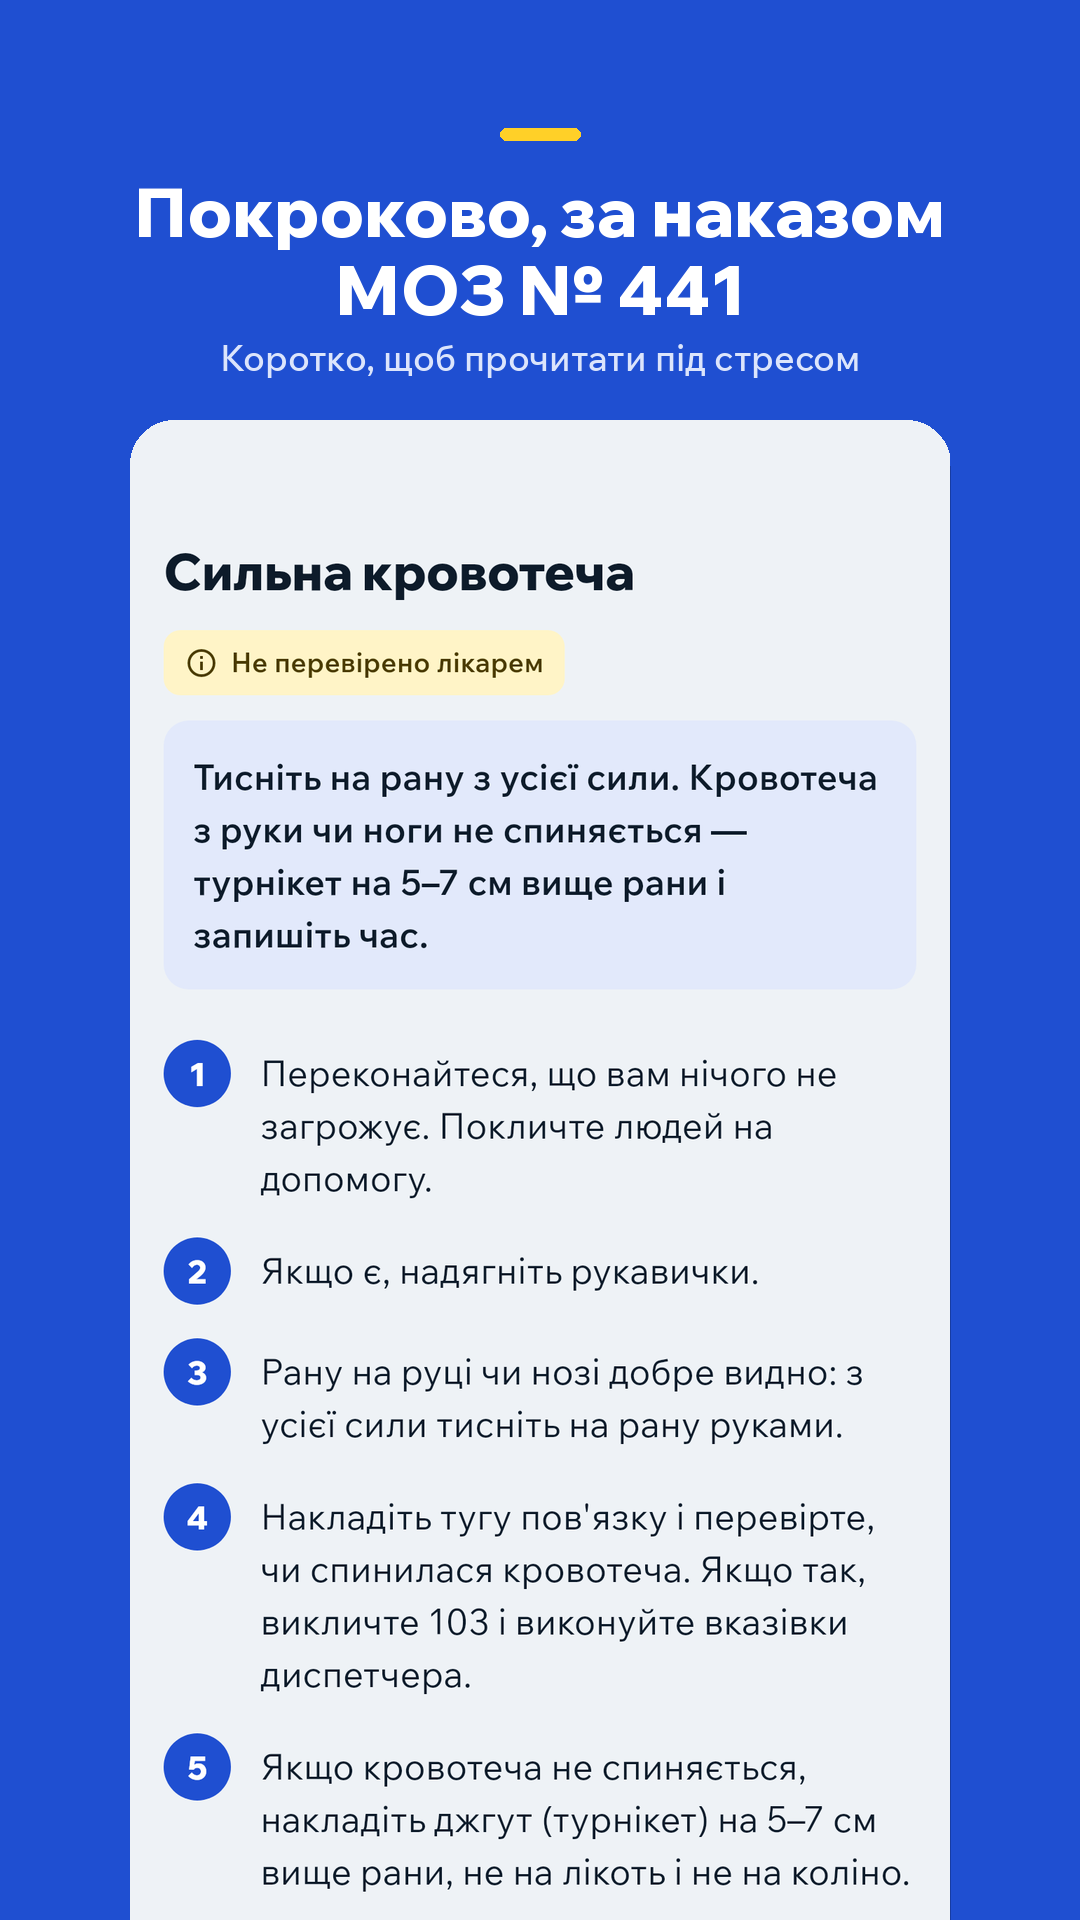 Покроково, за наказом
МОЗ № 441
Коротко, щоб прочитати під стресом
Сильна кровотеча
Не перевірено лікарем
Тисніть на рану з усієї сили. Кровотеча
з руки чи ноги не спиняється —
турнікет на 5–7 см вище рани і
запишіть час.
1 Переконайтеся, що вам нічого не
загрожує. Покличте людей на
допомогу.
2 Якщо є, надягніть рукавички.
3 Рану на руці чи нозі добре видно: з
усієї сили тисніть на рану руками.
4 Накладіть тугу пов'язку і перевірте,
чи спинилася кровотеча. Якщо так,
викличте 103 і виконуйте вказівки
диспетчера.
5 Якщо кровотеча не спиняється,
накладіть джгут (турнікет) на 5–7 см
вище рани, не на лікоть і не на коліно.